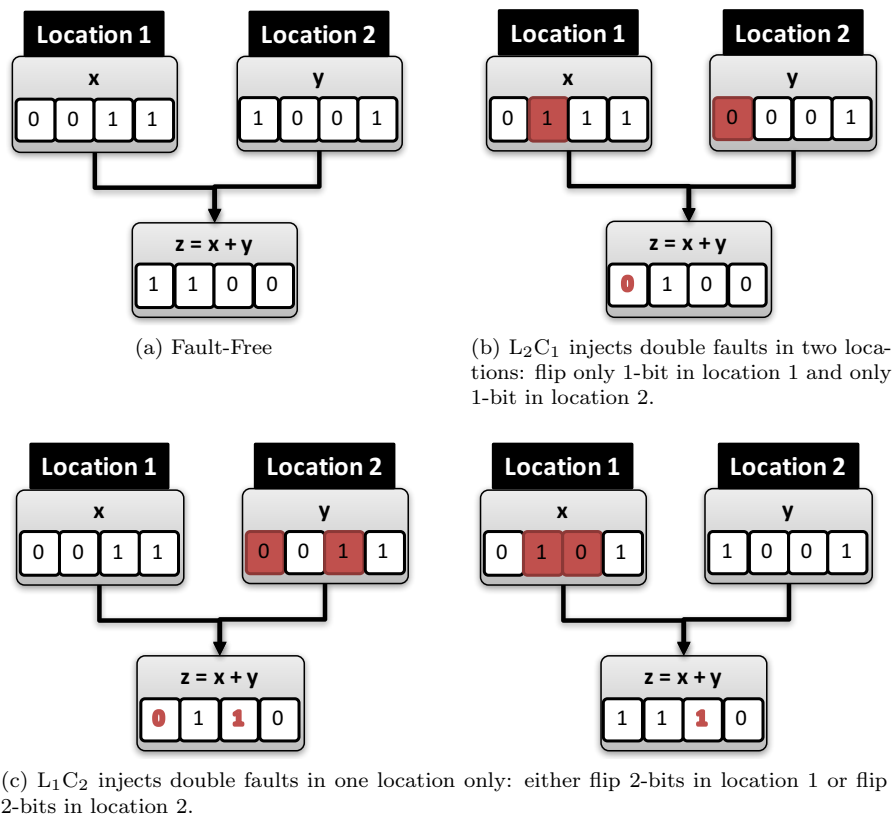 Location 1
Location 2
x
y
0 0 1 1
1 0 0 1
z = x + y
1 1 0 0
(a) Fault-Free
Location 1
Location 2
x
y
0 1 1 1
0 0 0 1
z = x + y
0 1 0 0
(b) L₂C₁ injects double faults in two loca-
tions: flip only 1-bit in location 1 and only
1-bit in location 2.
Location 1
Location 2
x
y
0 0 1 1
0 0 1 1
z = x + y
0 1 1 0
Location 1
Location 2
x
y
0 1 0 1
1 0 0 1
z = x + y
1 1 1 0
(c) L₁C₂ injects double faults in one location only: either flip 2-bits in location 1 or flip
2-bits in location 2.